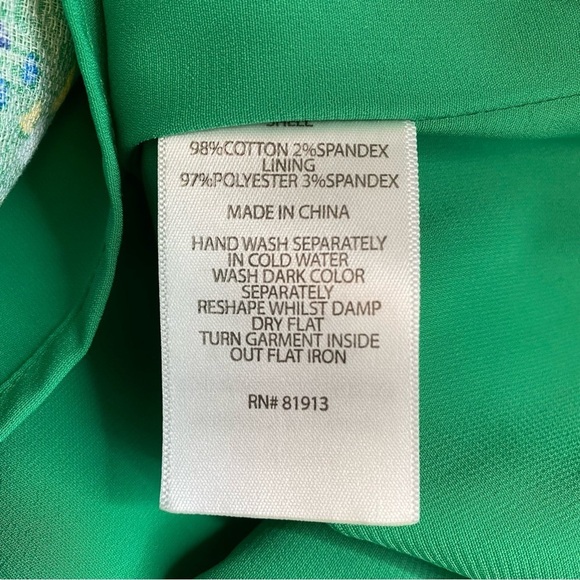 SHELL
98%COTTON 2%SPANDEX
LINING
97%POLYESTER 3%SPANDEX
MADE IN CHINA
HAND WASH SEPARATELY
IN COLD WATER
WASH DARK COLOR
SEPARATELY
RESHAPE WHILST DAMP
DRY FLAT
TURN GARMENT INSIDE
OUT FLAT IRON
RN# 81913